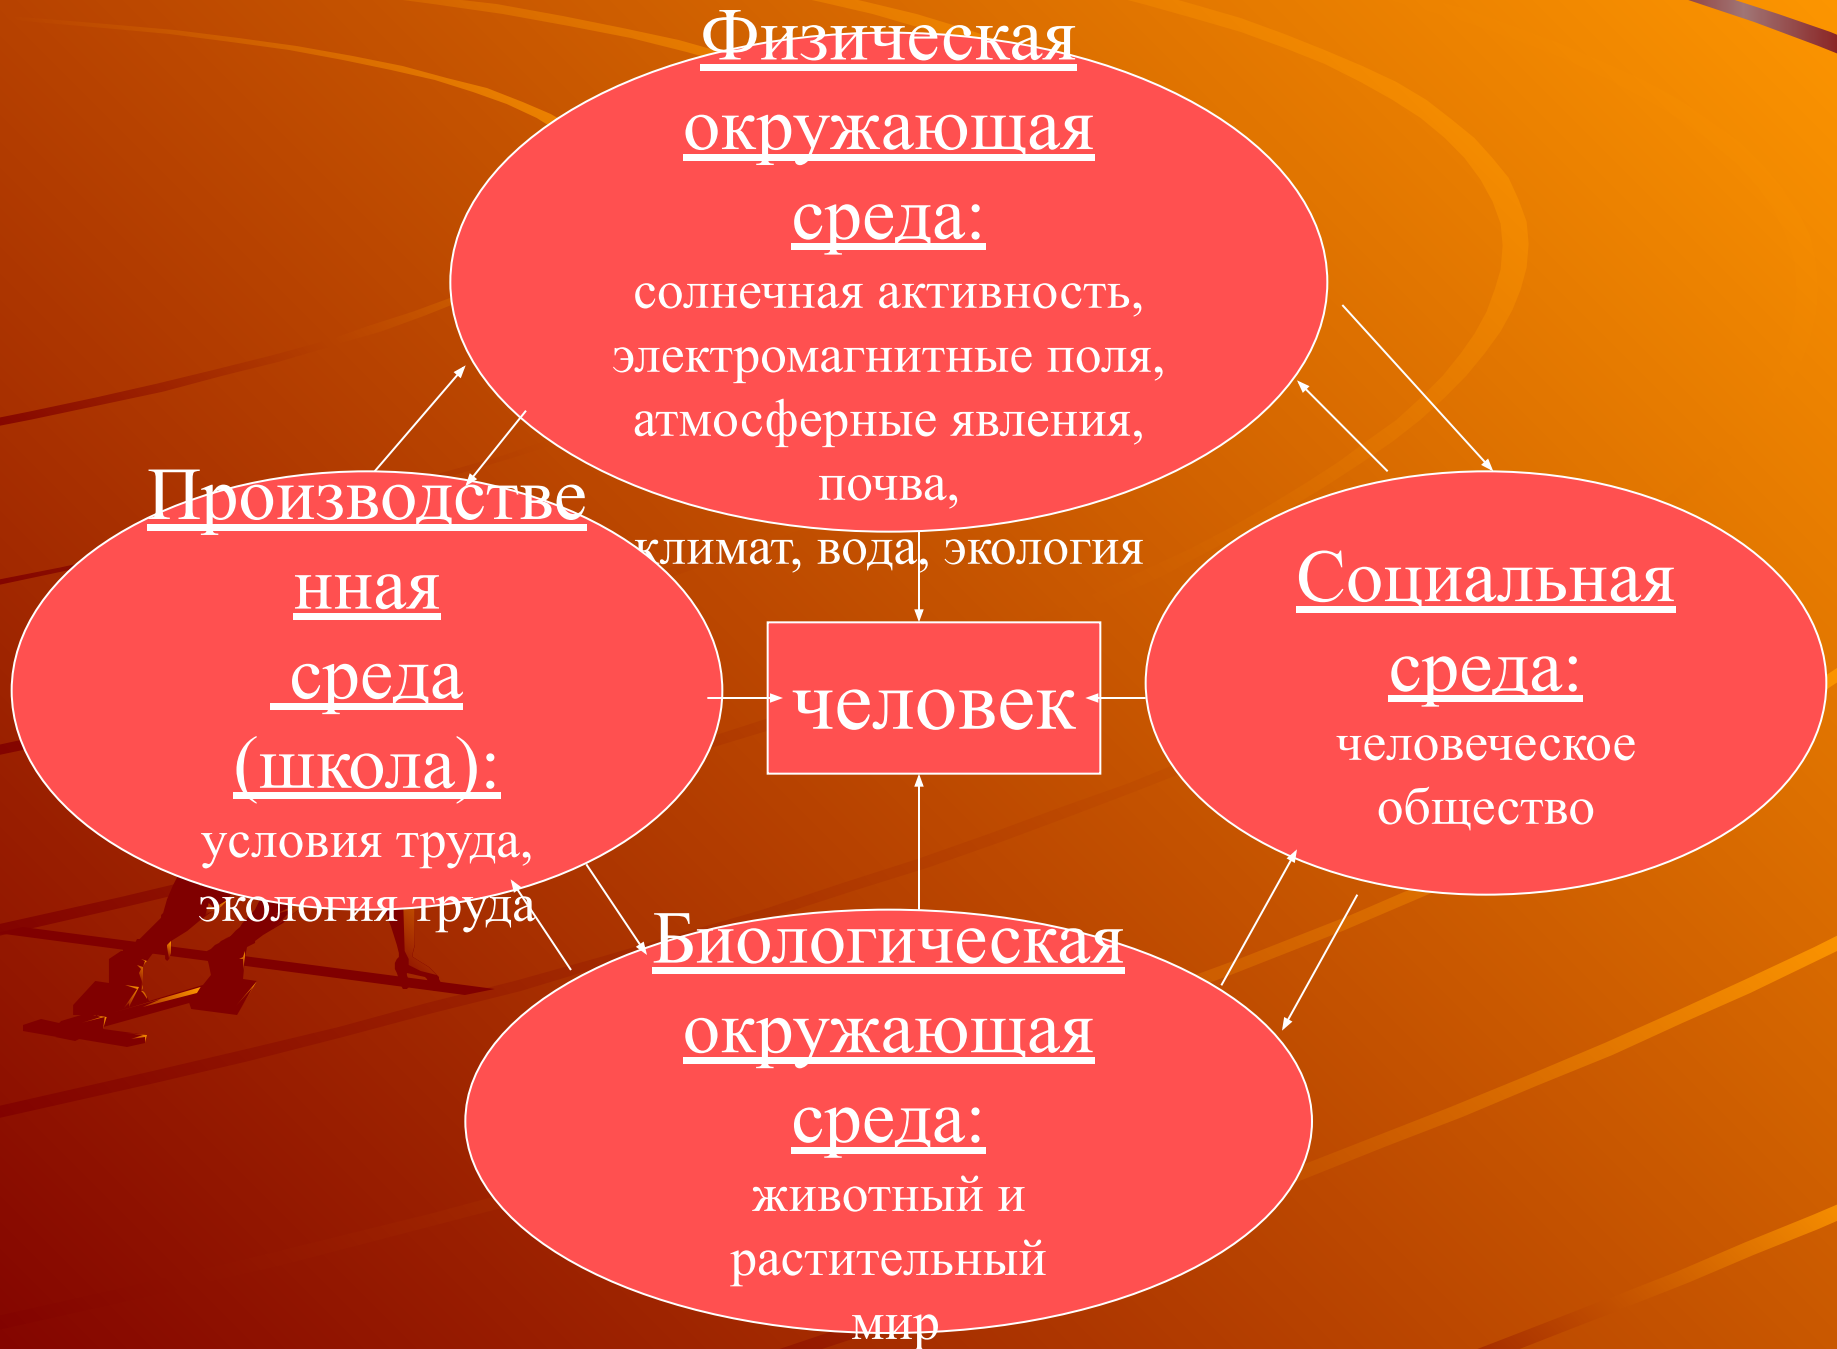 Физическая
окружающая
среда:
солнечная активность,
электромагнитные поля,
атмосферные явления,
почва,
климат, вода, экология
Производстве
нная
среда
(школа):
условия труда,
экология труда
человек
Социальная
среда:
человеческое
общество
Биологическая
окружающая
среда:
животный и
растительный
мир